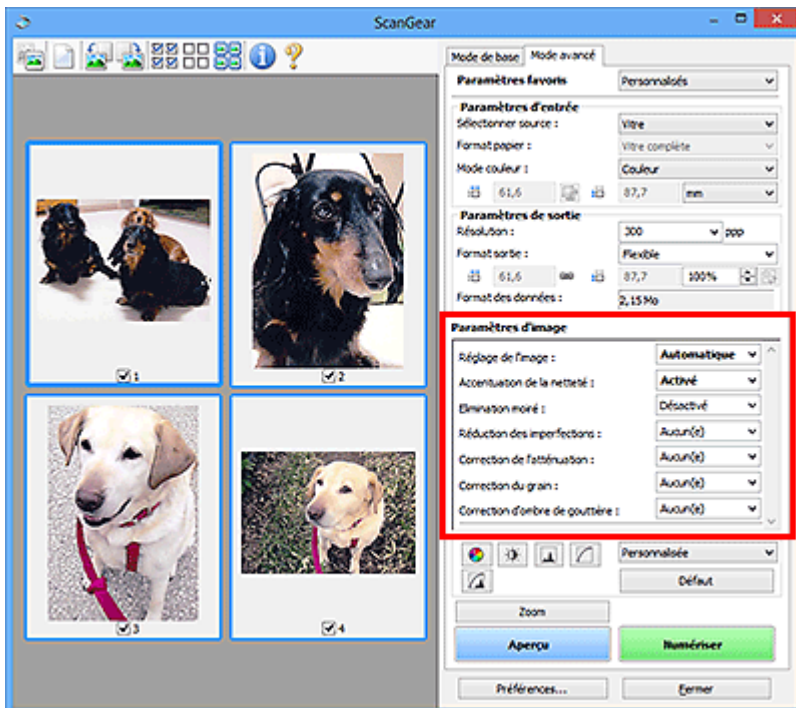 ScanGear
Mode de base Mode avancé
Paramètres favoris Personnalisés
Paramètres d'entrée
Sélectionner source : Vitre
Format papier : Vitre complète
Mode couleur : Couleur
61,6 87,7 mm
Paramètres de sortie
Résolution : 300 ppp
Format sortie : Flexible
61,6 87,7 100%
Format des données : 2,15 Mo
Paramètres d'image
Réglage de l'image : Automatique
Accentuation de la netteté : Activé
Elimination moiré : Désactivé
Réduction des imperfections : Aucun(e)
Correction de l'atténuation : Aucun(e)
Correction du grain : Aucun(e)
Correction d'ombre de gouttière : Aucun(e)
Personnalisée
Défaut
Zoom
Aperçu Numériser
Préférences... Fermer
1
2
3
4